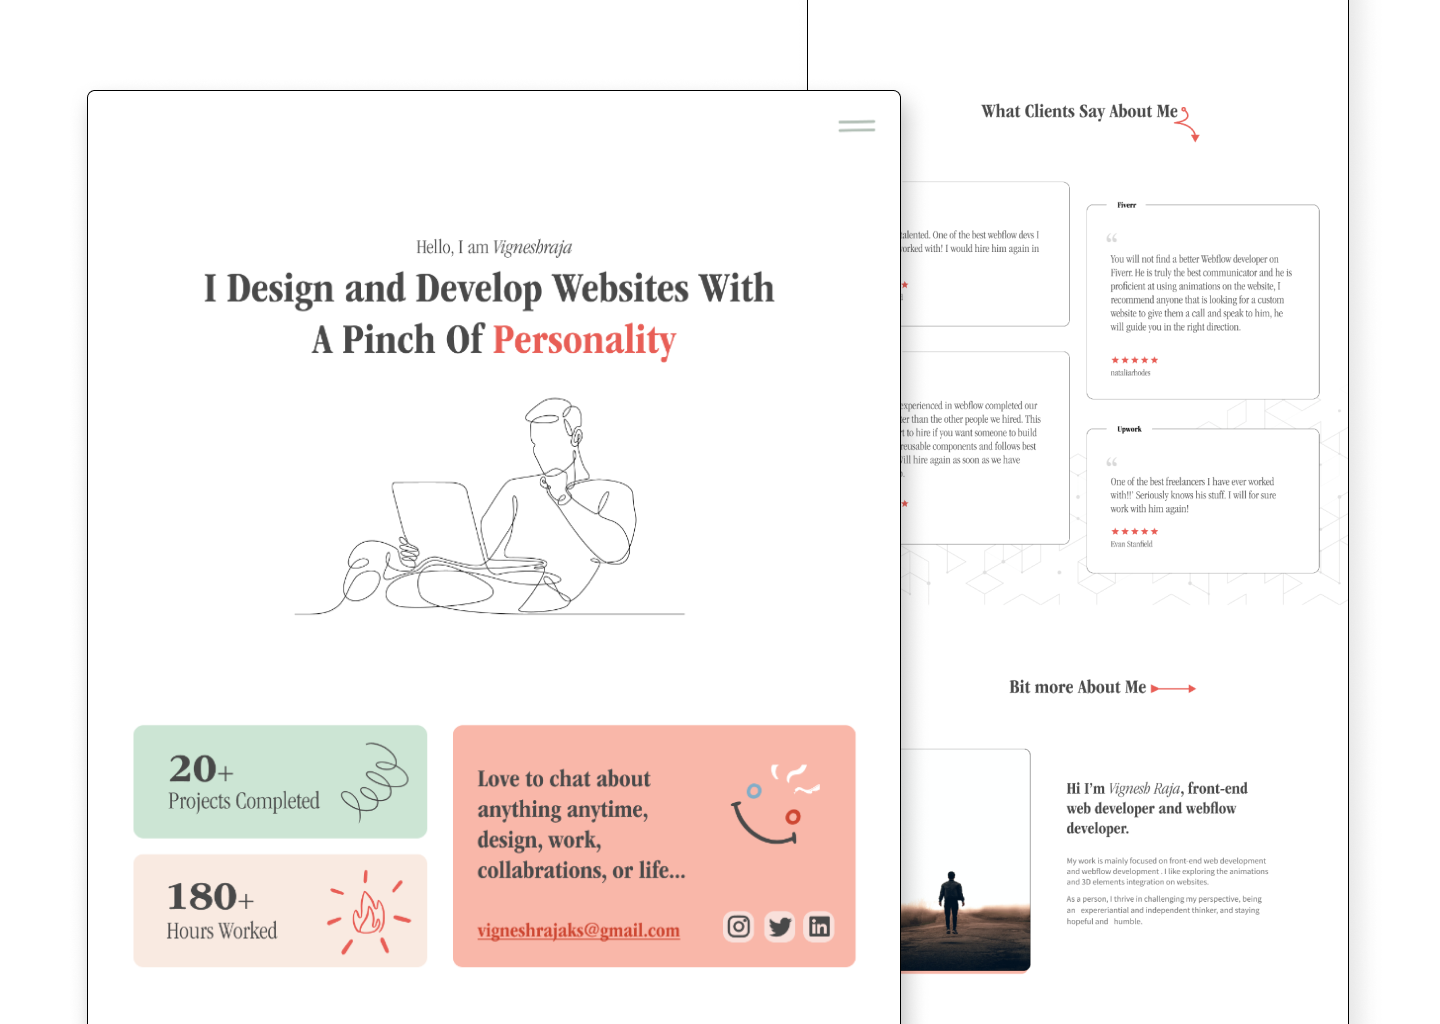 Hello, I am Vigneshraja
I Design and Develop Websites With
A Pinch Of Personality
20+
Projects Completed
180+
Hours Worked
Love to chat about
anything anytime,
design, work,
collabrations, or life...
vigneshrajaks@gmail.com
What Clients Say About Me
talented. One of the best webflow devs I
worked with! I would hire him again in
experienced in webflow completed our
than the other people we hired. This
to hire if you want someone to build
reusable components and follows best
Will hire again as soon as we have
Fiverr
“
You will not find a better Webflow developer on
Fiverr. He is truly the best communicator and he is
proficient at using animations on the website, I
recommend anyone that is looking for a custom
website to give them a call and speak to him, he
will guide you in the right direction.
nataliarhodes
Upwork
“
One of the best freelancers I have ever worked
with!!' Seriously knows his stuff. I will for sure
work with him again!
Evan Stanfield
Bit more About Me
Hi I'm Vignesh Raja, front-end
web developer and webflow
developer.
My work is mainly focused on front-end web development
and webflow development . I like exploring the animations
and 3D elements integration on websites.
As a person, I thrive in challenging my perspective, being
an expereriantial and independent thinker, and staying
hopeful and humble.